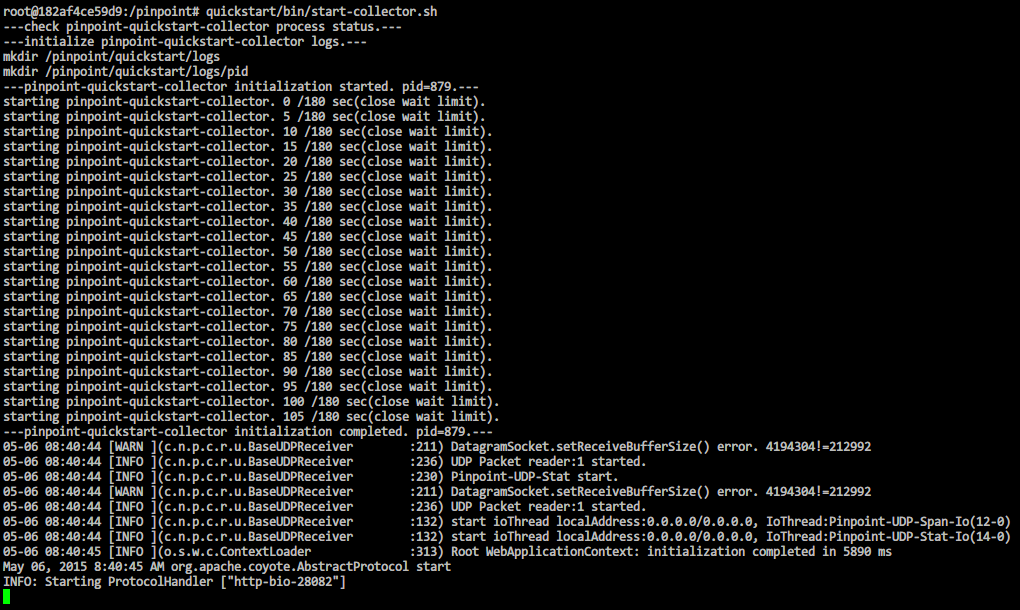 root@182af4ce59d9:/pinpoint# quickstart/bin/start-collector.sh
---check pinpoint-quickstart-collector process status.---
---initialize pinpoint-quickstart-collector logs.---
mkdir /pinpoint/quickstart/logs
mkdir /pinpoint/quickstart/logs/pid
---pinpoint-quickstart-collector initialization started. pid=879.---
starting pinpoint-quickstart-collector. 0 /180 sec(close wait limit).
starting pinpoint-quickstart-collector. 5 /180 sec(close wait limit).
starting pinpoint-quickstart-collector. 10 /180 sec(close wait limit).
starting pinpoint-quickstart-collector. 15 /180 sec(close wait limit).
starting pinpoint-quickstart-collector. 20 /180 sec(close wait limit).
starting pinpoint-quickstart-collector. 25 /180 sec(close wait limit).
starting pinpoint-quickstart-collector. 30 /180 sec(close wait limit).
starting pinpoint-quickstart-collector. 35 /180 sec(close wait limit).
starting pinpoint-quickstart-collector. 40 /180 sec(close wait limit).
starting pinpoint-quickstart-collector. 45 /180 sec(close wait limit).
starting pinpoint-quickstart-collector. 50 /180 sec(close wait limit).
starting pinpoint-quickstart-collector. 55 /180 sec(close wait limit).
starting pinpoint-quickstart-collector. 60 /180 sec(close wait limit).
starting pinpoint-quickstart-collector. 65 /180 sec(close wait limit).
starting pinpoint-quickstart-collector. 70 /180 sec(close wait limit).
starting pinpoint-quickstart-collector. 75 /180 sec(close wait limit).
starting pinpoint-quickstart-collector. 80 /180 sec(close wait limit).
starting pinpoint-quickstart-collector. 85 /180 sec(close wait limit).
starting pinpoint-quickstart-collector. 90 /180 sec(close wait limit).
starting pinpoint-quickstart-collector. 95 /180 sec(close wait limit).
starting pinpoint-quickstart-collector. 100 /180 sec(close wait limit).
starting pinpoint-quickstart-collector. 105 /180 sec(close wait limit).
---pinpoint-quickstart-collector initialization completed. pid=879.---
05-06 08:40:44 [WARN ](c.n.p.c.r.u.BaseUDPReceiver        :211) DatagramSocket.setReceiveBufferSize() error. 4194304!=212992
05-06 08:40:44 [INFO ](c.n.p.c.r.u.BaseUDPReceiver        :236) UDP Packet reader:1 started.
05-06 08:40:44 [INFO ](c.n.p.c.r.u.BaseUDPReceiver        :230) Pinpoint-UDP-Stat start.
05-06 08:40:44 [WARN ](c.n.p.c.r.u.BaseUDPReceiver        :211) DatagramSocket.setReceiveBufferSize() error. 4194304!=212992
05-06 08:40:44 [INFO ](c.n.p.c.r.u.BaseUDPReceiver        :236) UDP Packet reader:1 started.
05-06 08:40:44 [INFO ](c.n.p.c.r.u.BaseUDPReceiver        :132) start ioThread localAddress:0.0.0.0/0.0.0.0, IoThread:Pinpoint-UDP-Span-Io(12-0)
05-06 08:40:44 [INFO ](c.n.p.c.r.u.BaseUDPReceiver        :132) start ioThread localAddress:0.0.0.0/0.0.0.0, IoThread:Pinpoint-UDP-Stat-Io(14-0)
05-06 08:40:45 [INFO ](o.s.w.c.ContextLoader              :313) Root WebApplicationContext: initialization completed in 5890 ms
May 06, 2015 8:40:45 AM org.apache.coyote.AbstractProtocol start
INFO: Starting ProtocolHandler ["http-bio-28082"]